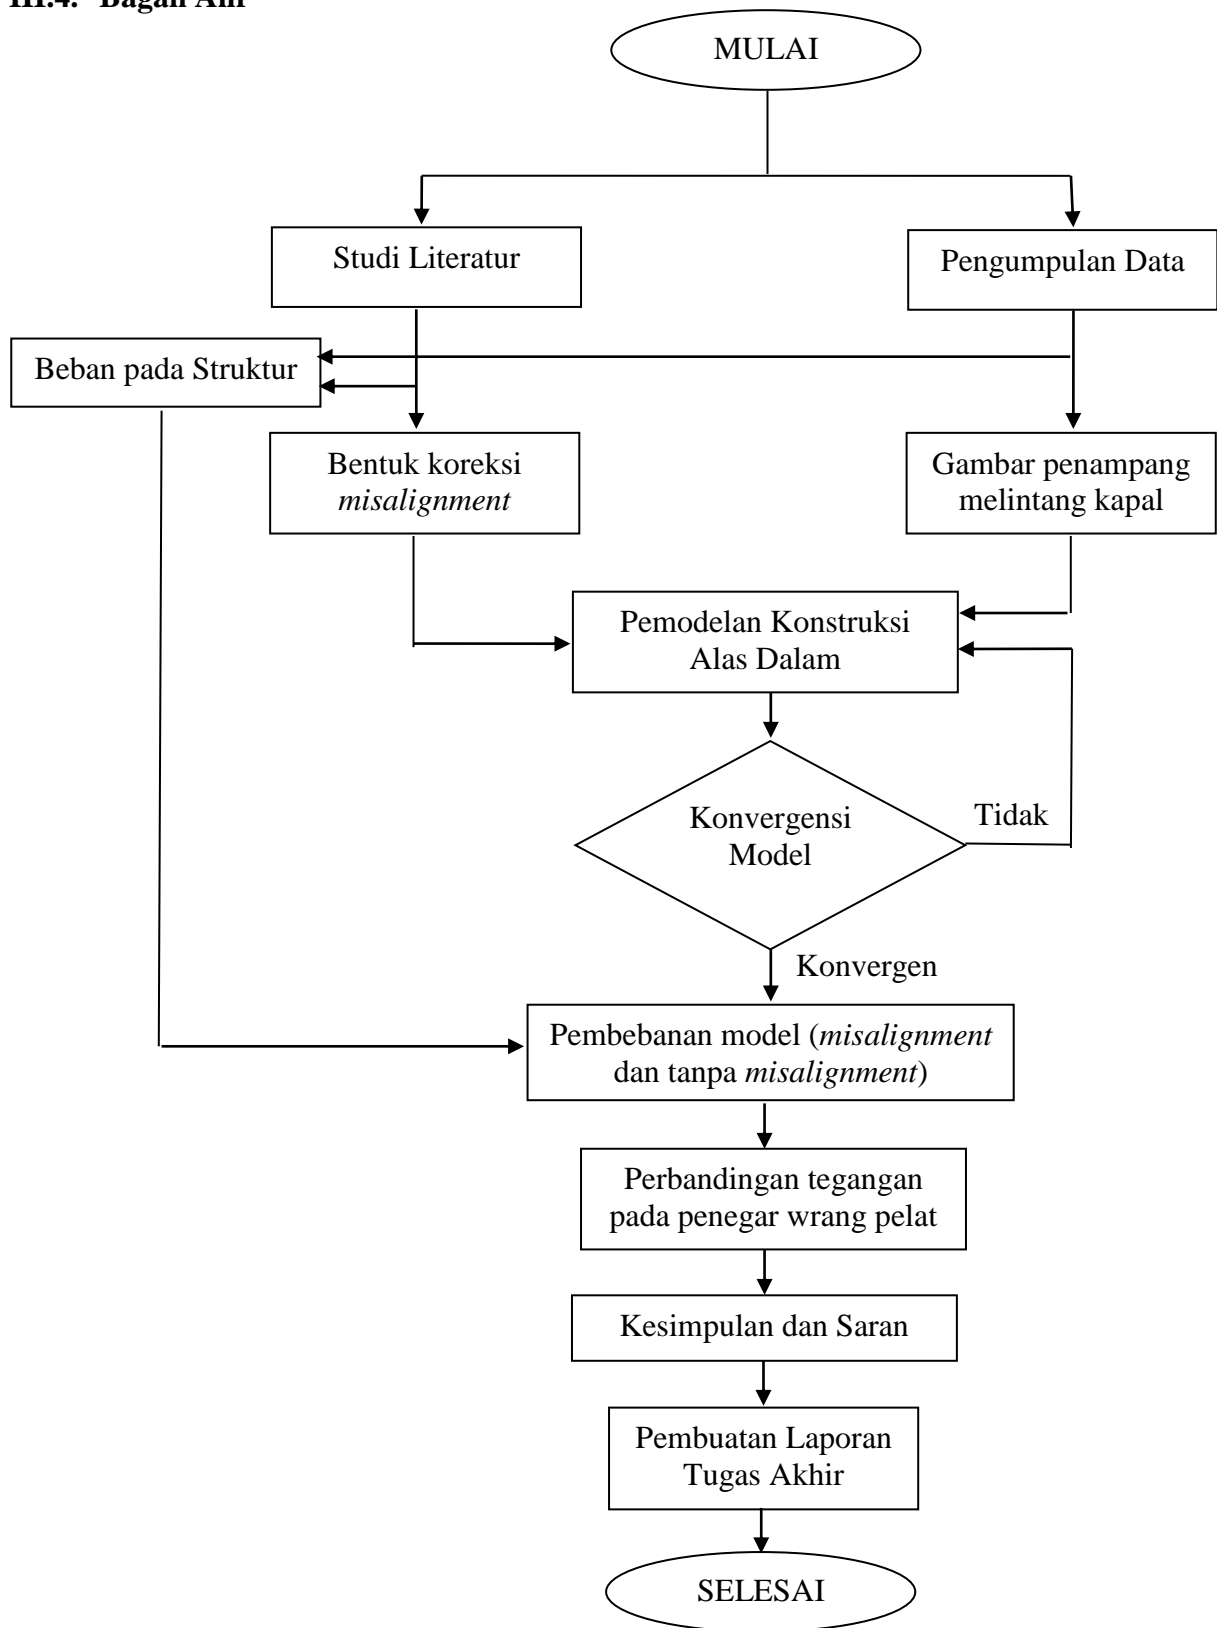 III.4. Bagan Alir
MULAI
Studi Literatur
Pengumpulan Data
Beban pada Struktur
Bentuk koreksi
misalignment
Gambar penampang
melintang kapal
Pemodelan Konstruksi
Alas Dalam
Konvergensi
Model
Tidak
Konvergen
Pembebanan model (misalignment
dan tanpa misalignment)
Perbandingan tegangan
pada penegar wrang pelat
Kesimpulan dan Saran
Pembuatan Laporan
Tugas Akhir
SELESAI